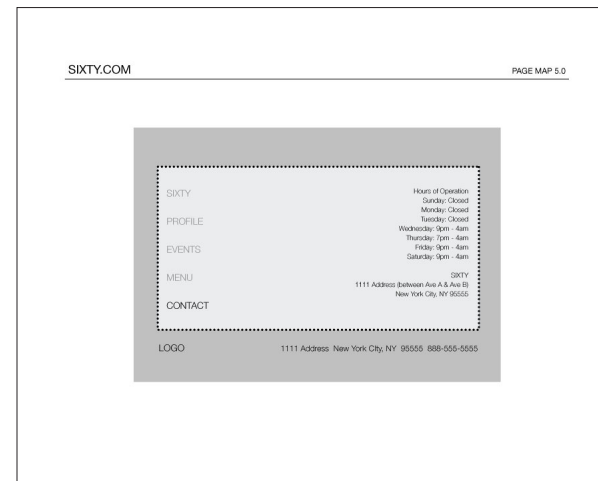 SIXTY.COM
PAGE MAP 5.0
SIXTY
PROFILE
EVENTS
MENU
CONTACT
Hours of Operation
Sunday: Closed
Monday: Closed
Tuesday: Closed
Wednesday: 9pm - 4am
Thursday: 7pm - 4am
Friday: 9pm - 4am
Saturday: 9pm - 4am
SIXTY
1111 Address (between Ave A & Ave B)
New York City, NY 95555
LOGO
1111 Address New York City, NY 95555 888-555-5555